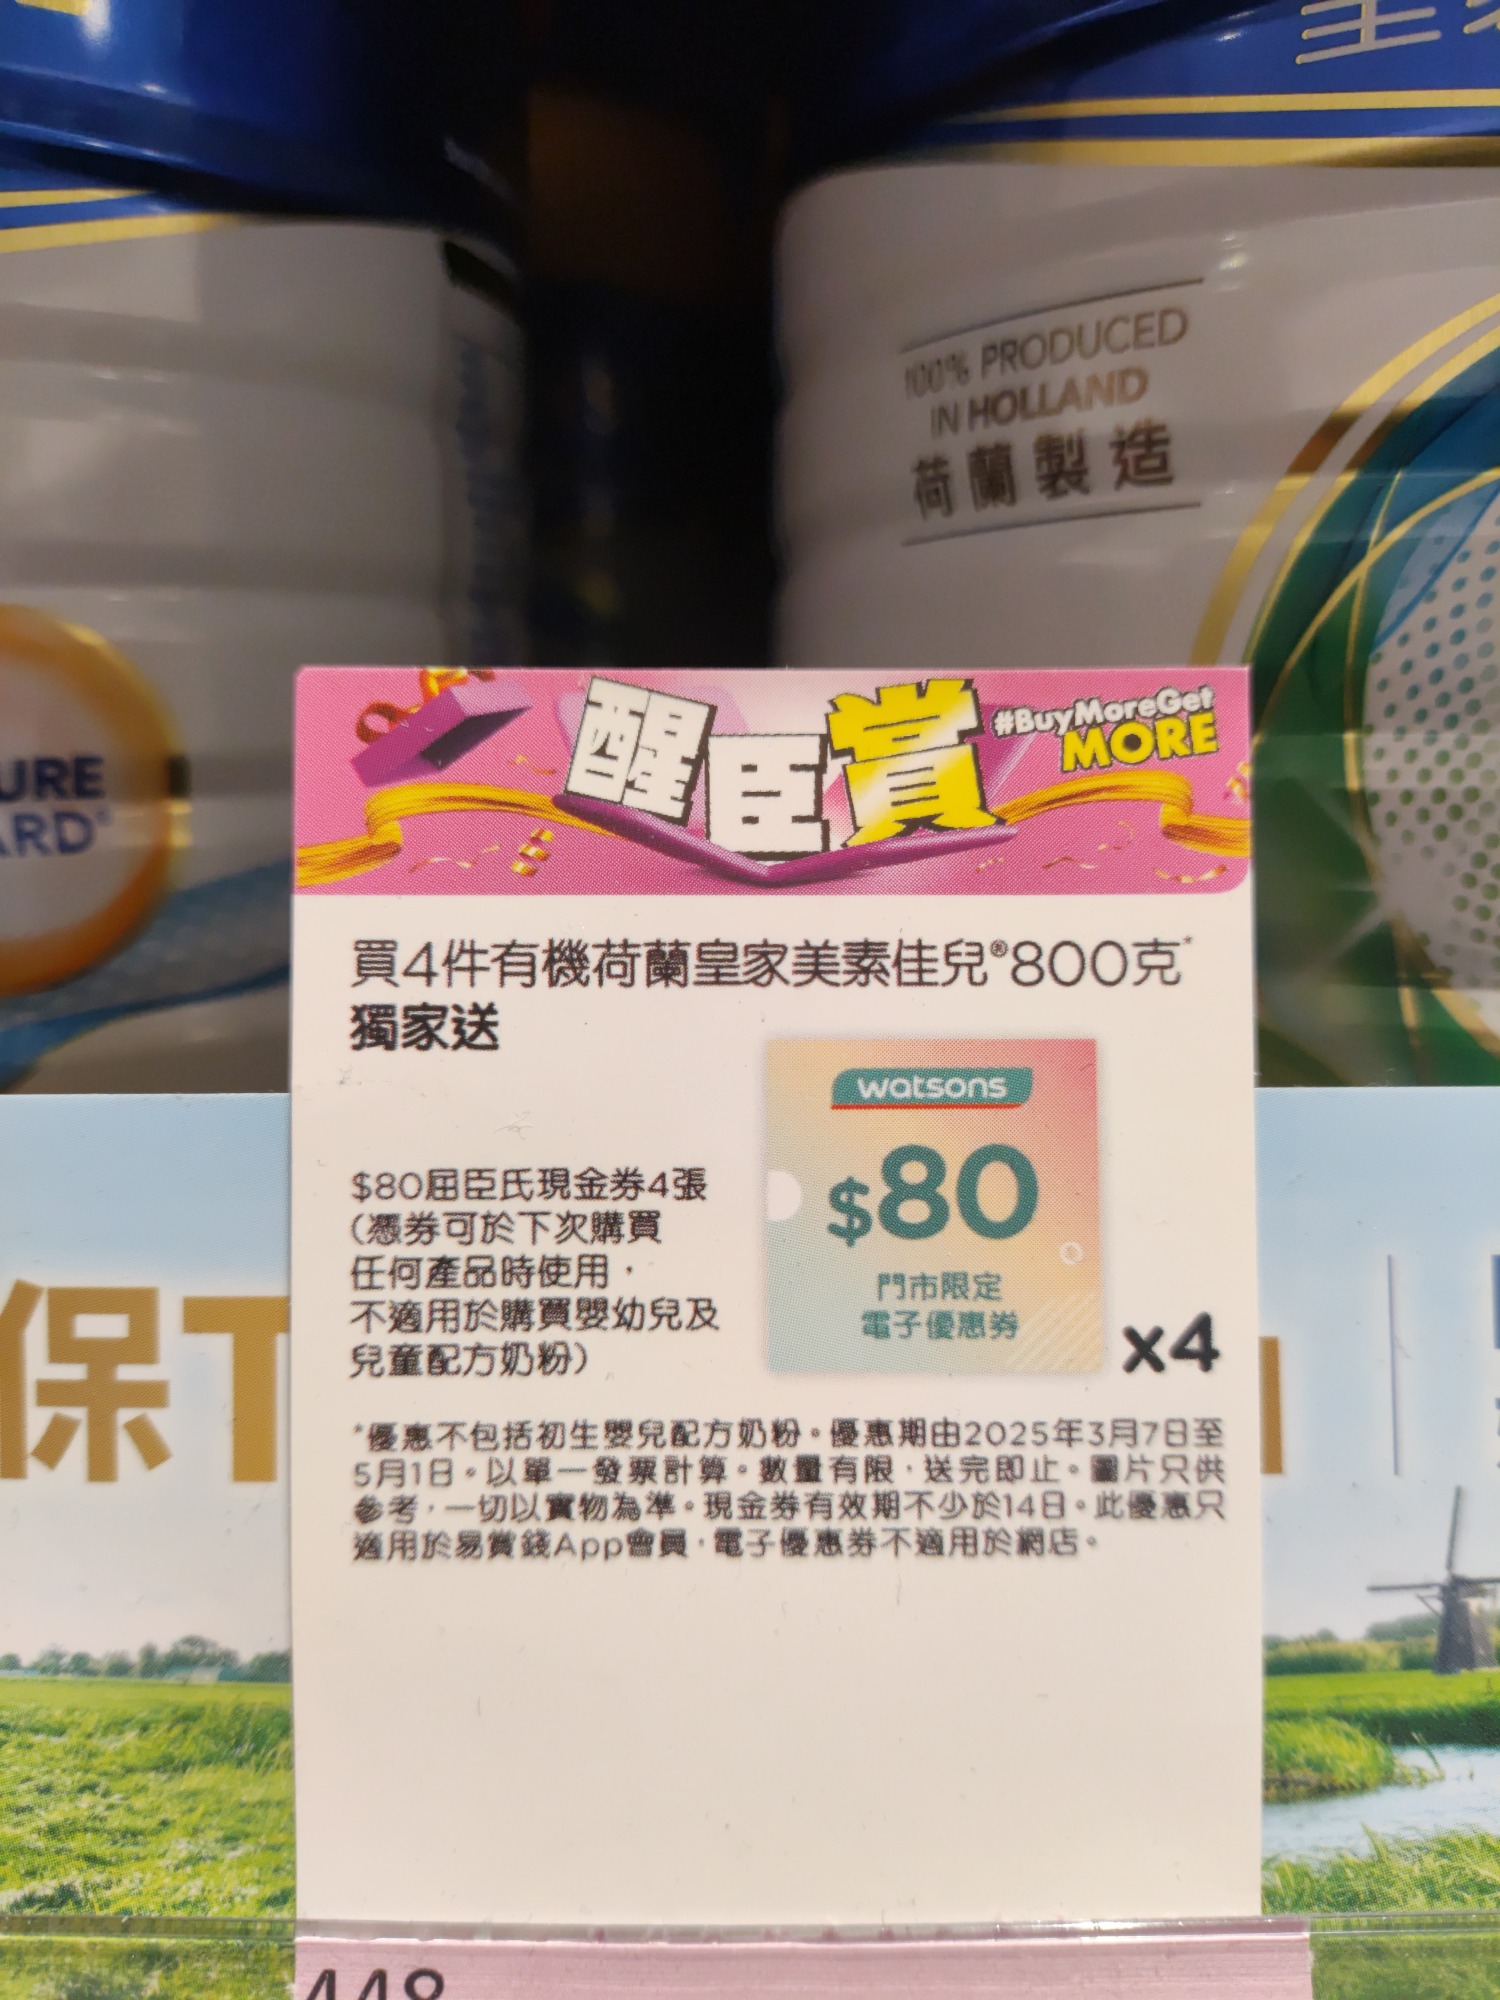 100% PRODUCED
IN HOLLAND
荷蘭製造
URE
ARD
醒臣賞
#BuyMoreGet
MORE
買4件有機荷蘭皇家美素佳兒®800克*
獨家送
watsons
$80
門市限定
電子優惠券
x4
$80屈臣氏現金券4張
(憑券可於下次購買
任何產品時使用，
不適用於購買嬰幼兒及
兒童配方奶粉)
*優惠不包括初生嬰兒配方奶粉。優惠期由2025年3月7日至
5月1日。以單一發票計算。數量有限，送完即止。圖片只供
參考，一切以實物為準。現金券有效期不少於14日。此優惠只
適用於易賞錢App會員，電子優惠券不適用於網店。
保T
448